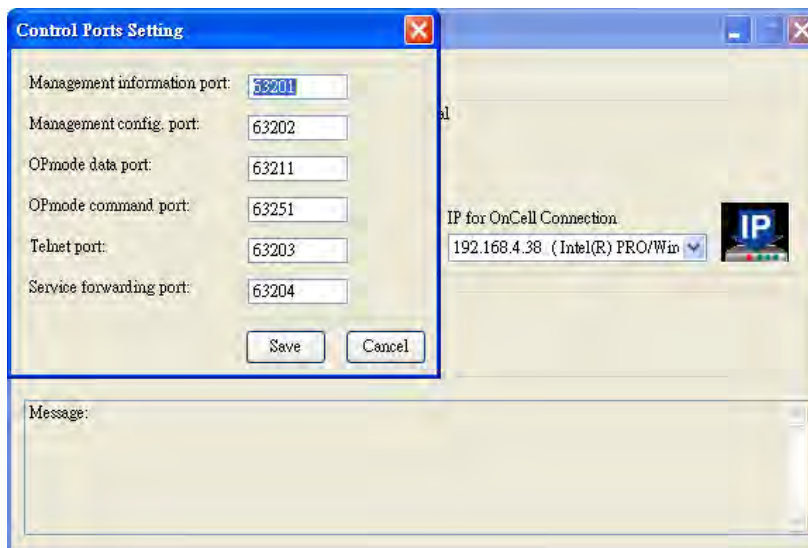 Control Ports Setting
Management information port: 63201
Management config. port: 63202
OPmode data port: 63211
OPmode command port: 63251
Telnet port: 63203
Service forwarding port: 63204
Save Cancel
al
IP for OnCell Connection
192.168.4.38 ( Intel(R) PRO/Win
IP
Message: